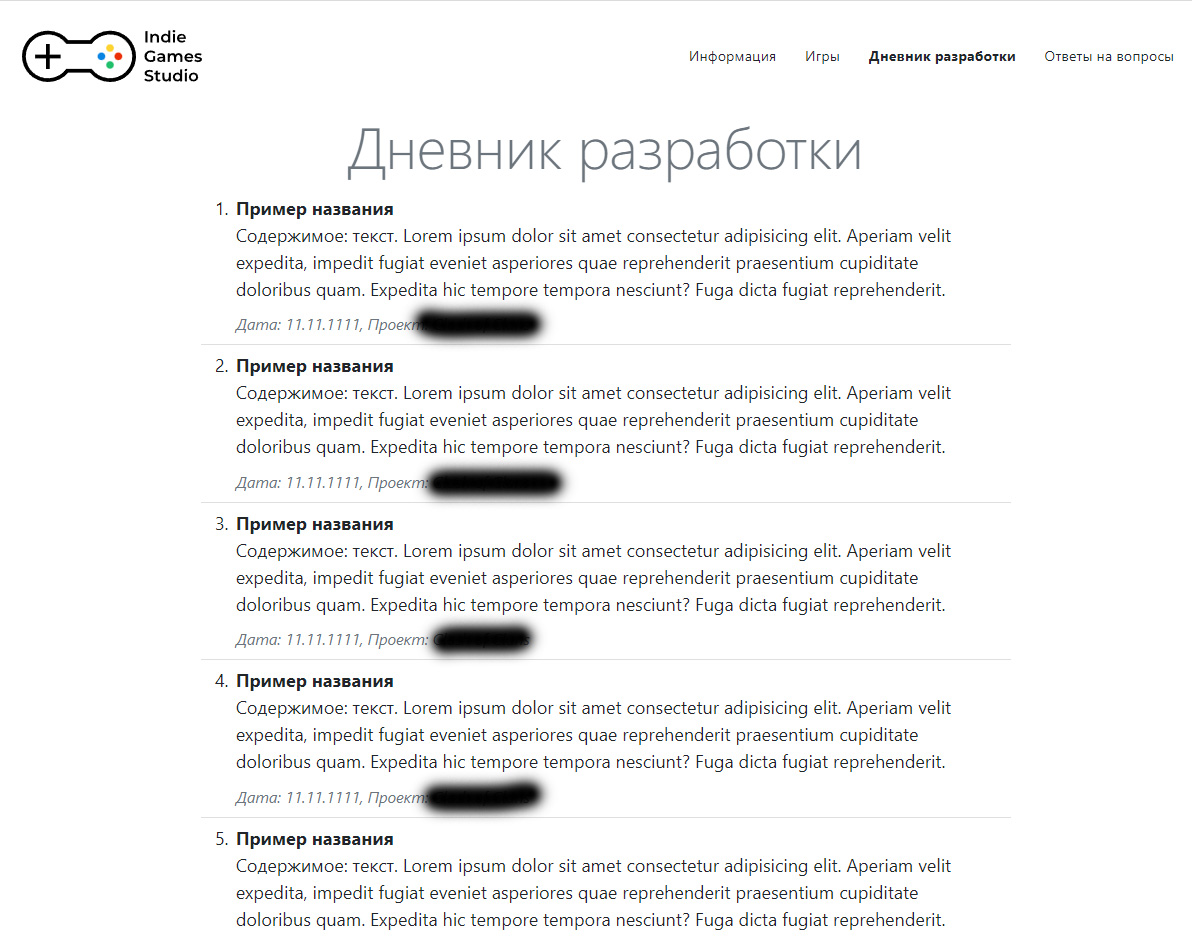 Indie
Games
Studio
Информация Игры Дневник разработки Ответы на вопросы
Дневник разработки
1. Пример названия
Содержимое: текст. Lorem ipsum dolor sit amet consectetur adipisicing elit. Aperiam velit
expedita, impedit fugiat eveniet asperiores quae reprehenderit praesentium cupiditate
doloribus quam. Expedita hic tempore tempora nesciunt? Fuga dicta fugiat reprehenderit.
Дата: 11.11.1111, Проект
2. Пример названия
Содержимое: текст. Lorem ipsum dolor sit amet consectetur adipisicing elit. Aperiam velit
expedita, impedit fugiat eveniet asperiores quae reprehenderit praesentium cupiditate
doloribus quam. Expedita hic tempore tempora nesciunt? Fuga dicta fugiat reprehenderit.
Дата: 11.11.1111, Проект:
3. Пример названия
Содержимое: текст. Lorem ipsum dolor sit amet consectetur adipisicing elit. Aperiam velit
expedita, impedit fugiat eveniet asperiores quae reprehenderit praesentium cupiditate
doloribus quam. Expedita hic tempore tempora nesciunt? Fuga dicta fugiat reprehenderit.
Дата: 11.11.1111, Проект:
4. Пример названия
Содержимое: текст. Lorem ipsum dolor sit amet consectetur adipisicing elit. Aperiam velit
expedita, impedit fugiat eveniet asperiores quae reprehenderit praesentium cupiditate
doloribus quam. Expedita hic tempore tempora nesciunt? Fuga dicta fugiat reprehenderit.
Дата: 11.11.1111, Проект:
5. Пример названия
Содержимое: текст. Lorem ipsum dolor sit amet consectetur adipisicing elit. Aperiam velit
expedita, impedit fugiat eveniet asperiores quae reprehenderit praesentium cupiditate
doloribus quam. Expedita hic tempore tempora nesciunt? Fuga dicta fugiat reprehenderit.